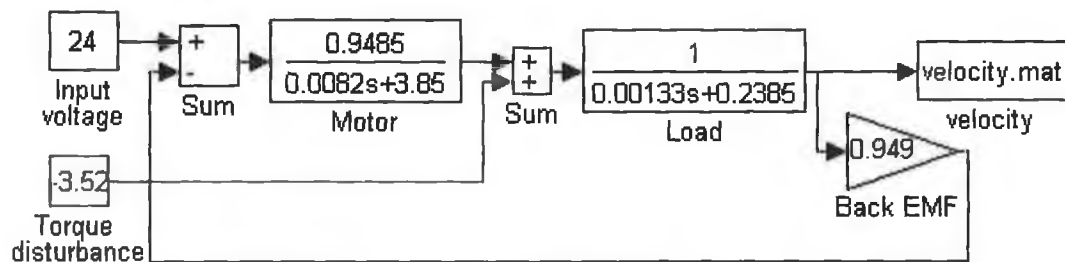 24
Input
voltage
+
-
Sum
0.9485
0.0082s+3.85
Motor
+
+
Sum
1
0.00133s+0.2385
Load
velocity.mat
velocity
0.949
Back EMF
-3.52
Torque
disturbance